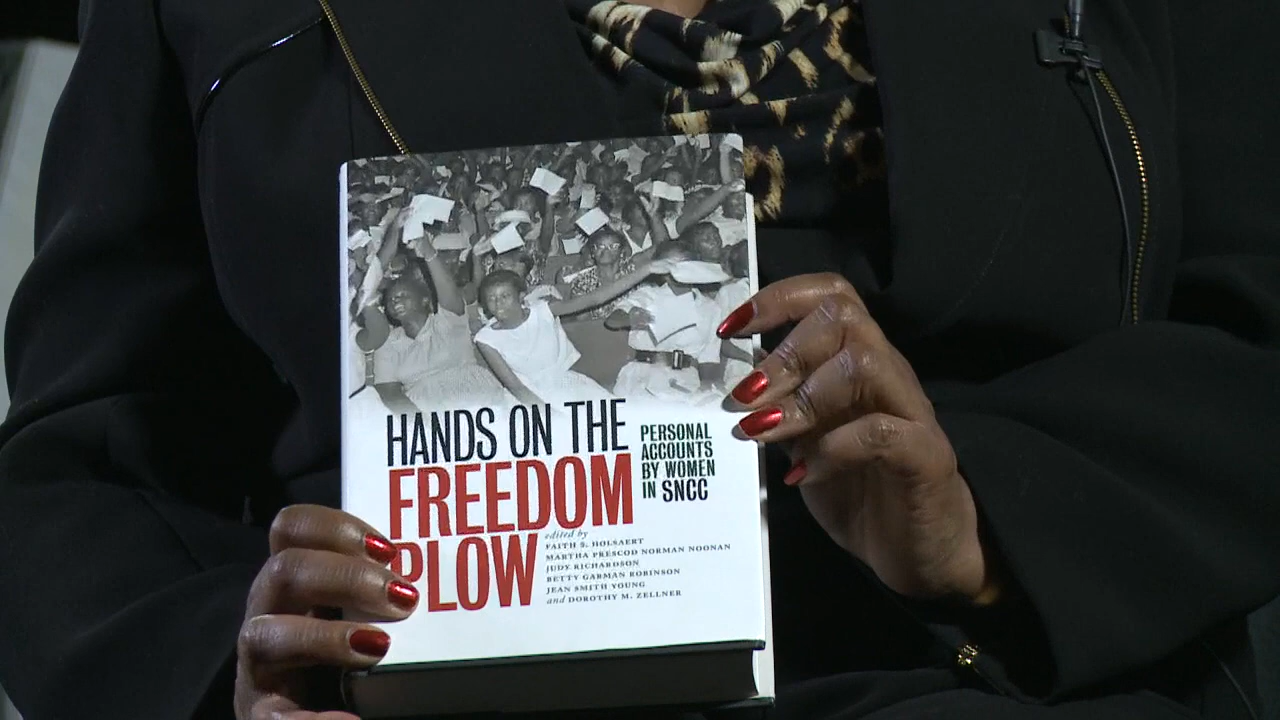 HANDS ON THE
FREEDOM
PLOW
PERSONAL
ACCOUNTS
BY WOMEN
IN SNCC
edited by
FAITH S. HOLSAERT
MARTHA PRESCOD NORMAN NOONAN
JUDY RICHARDSON
BETTY GARMAN ROBINSON
JEAN SMITH YOUNG
and DOROTHY M. ZELLNER